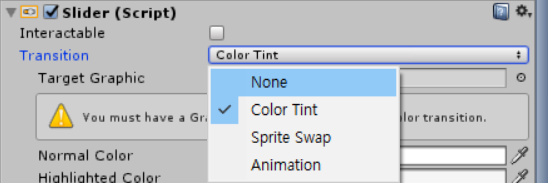 Slider (Script)
Interactable
Transition Color Tint
Target Graphic None
Color Tint
You must have a Gra olor transition.
Sprite Swap
Normal Color Animation
Highlighted Color